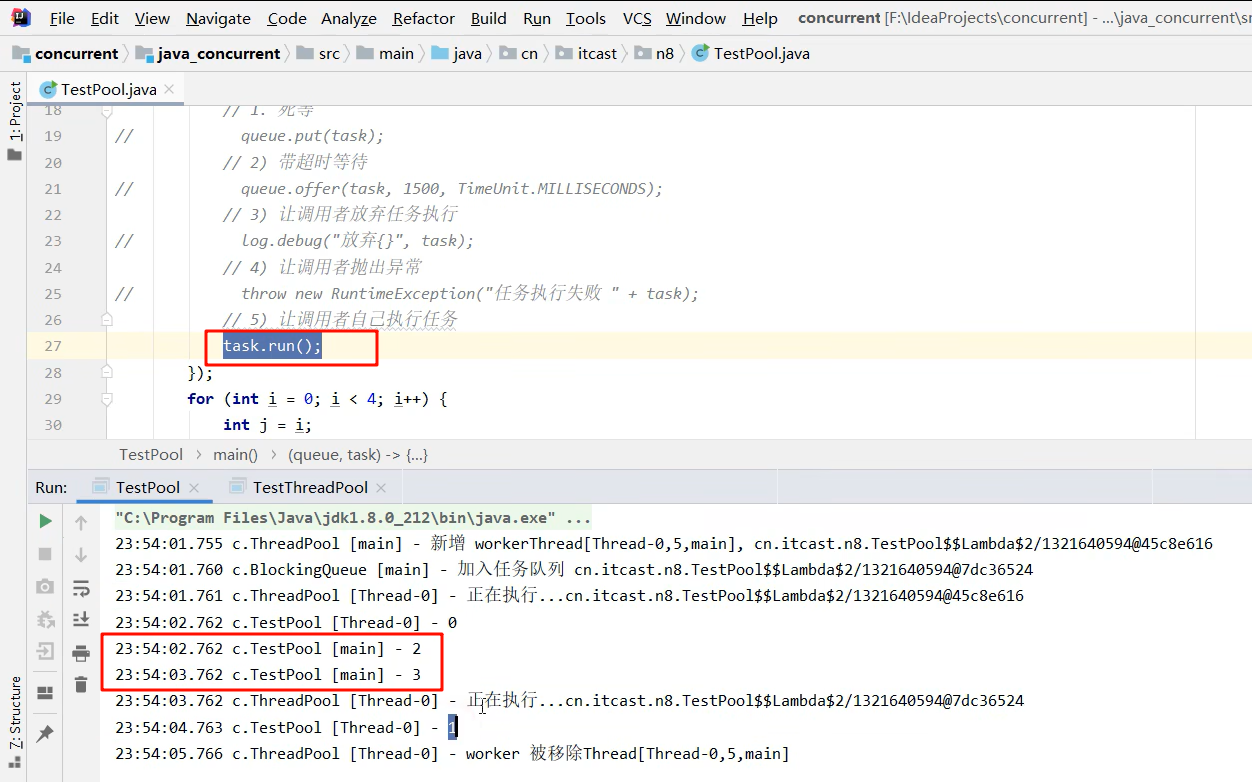 File Edit View Navigate Code Analyze Refactor Build Run Tools VCS Window Help concurrent [F:\IdeaProjects\concurrent] - ...\java_concurrent\sr
concurrent java_concurrent src main java cn itcast n8 TestPool.java
1: Project
TestPool.java
18 // 1. 死等
19 // queue.put(task);
20 // 2) 带超时等待
21 // queue.offer(task, 1500, TimeUnit.MILLISECONDS);
22 // 3) 让调用者放弃任务执行
23 // log.debug("放弃{}", task);
24 // 4) 让调用者抛出异常
25 // throw new RuntimeException("任务执行失败 " + task);
26 // 5) 让调用者自己执行任务
27 task.run();
28 });
29 for (int i = 0; i < 4; i++) {
30 int j = i;
TestPool > main() > (queue, task) -> {...}
Run: TestPool TestThreadPool
"C:\Program Files\Java\jdk1.8.0_212\bin\java.exe" ...
23:54:01.755 c.ThreadPool [main] - 新增 workerThread[Thread-0,5,main], cn.itcast.n8.TestPool$$Lambda$2/1321640594@45c8e616
23:54:01.760 c.BlockingQueue [main] - 加入任务队列 cn.itcast.n8.TestPool$$Lambda$2/1321640594@7dc36524
23:54:01.761 c.ThreadPool [Thread-0] - 正在执行...cn.itcast.n8.TestPool$$Lambda$2/1321640594@45c8e616
23:54:02.762 c.TestPool [Thread-0] - 0
23:54:02.762 c.TestPool [main] - 2
23:54:03.762 c.TestPool [main] - 3
23:54:03.762 c.ThreadPool [Thread-0] - 正在执行...cn.itcast.n8.TestPool$$Lambda$2/1321640594@7dc36524
23:54:04.763 c.TestPool [Thread-0] - 1
23:54:05.766 c.ThreadPool [Thread-0] - worker 被移除Thread[Thread-0,5,main]
Z: Structure